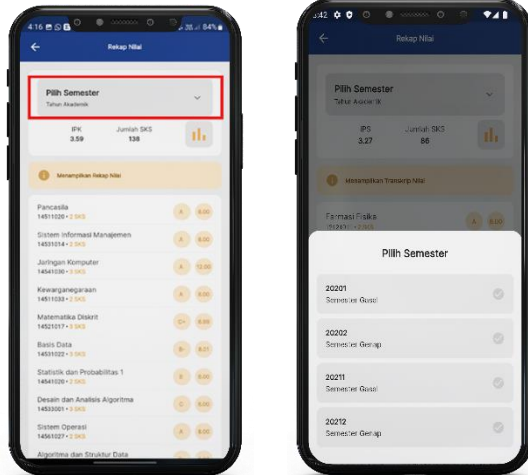 4:16
84%
Rekap Nilai
Pilih Semester
Tahun Akademik
IPK
3.59
Jumlah SKS
138
Menampilkan Rekap Nilai
Pancasila
14511020 • 2 SKS
A
8.00
Sistem Informasi Manajemen
14531014 • 2 SKS
A
8.00
Jaringan Komputer
14541030 • 3 SKS
A
12.00
Kewarganegaraan
14511033 • 2 SKS
A
8.00
Matematika Diskrit
14521017 • 3 SKS
C+
Basis Data
14531022 • 3 SKS
B-
Statistik dan Probabilitas 1
14541020 • 2 SKS
B
Desain dan Analisis Algoritma
14533001 • 3 SKS
C
Sistem Operasi
14561027 • 2 SKS
A
8.00
Algoritma dan Struktur Data
3:42
Rekap Nilai
Pilih Semester
Tahun Akademik
IPS
3.27
Jumlah SKS
86
Menampilkan Transkrip Nilai
Farmasi Fisika
A
Pilih Semester
20201
Semester Gasal
20202
Semester Genap
20211
Semester Gasal
20212
Semester Genap